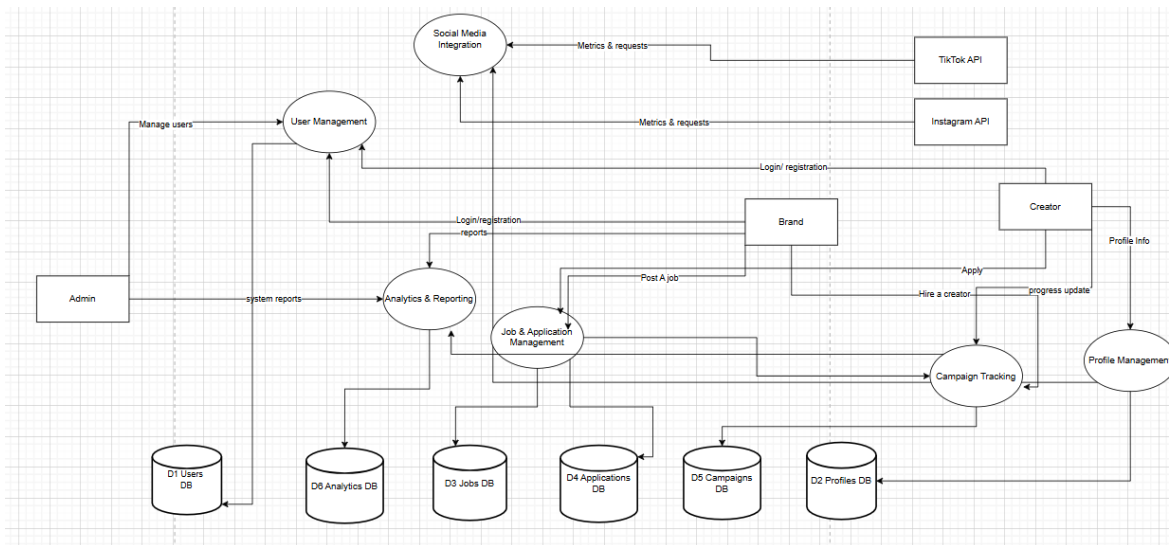 Social Media
Integration
Metrics & requests
TikTok API
Manage users
User Management
Metrics & requests
Instagram API
Login/ registration
Creator
Login/registration
Brand
reports
Profile Info
Admin
system reports
Analytics & Reporting
Post A job
Apply
Hire a creator
progress update
Job & Application
Management
Campaign Tracking
Profile Management
D1 Users
DB
D6 Analytics DB
D3 Jobs DB
D4 Applications
DB
D5 Campaigns
DB
D2 Profiles DB